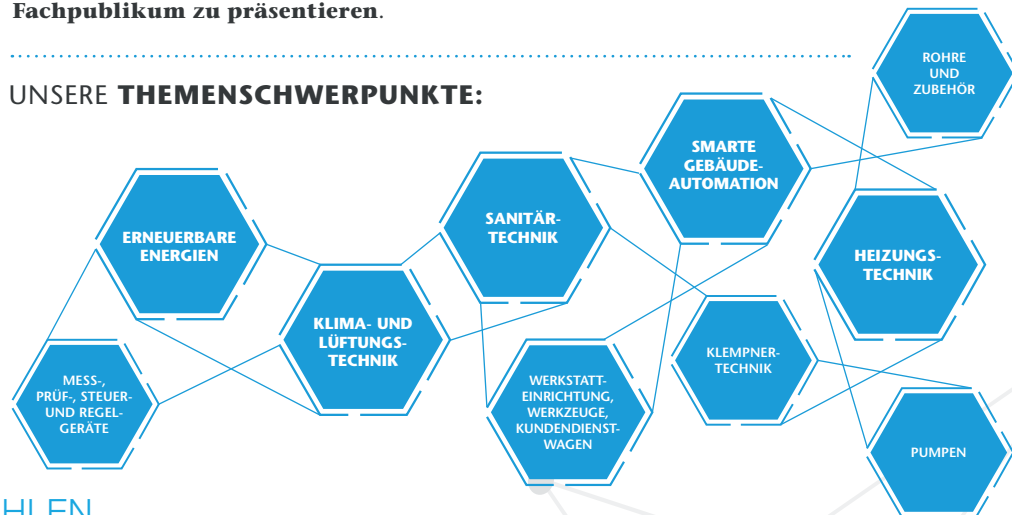 Fachpublikum zu präsentieren.
UNSERE THEMENSCHWERPUNKTE:
ROHRE
UND
ZUBEHÖR
SMARTE
GEBÄUDE-
AUTOMATION
SANITÄR-
TECHNIK
ERNEUERBARE
ENERGIEN
HEIZUNGS-
TECHNIK
KLIMA- UND
LÜFTUNGS-
TECHNIK
KLEMPNER-
TECHNIK
MESS-,
PRÜF-, STEUER-
UND REGEL-
GERÄTE
WERKSTATT-
EINRICHTUNG,
WERKZEUGE,
KUNDENDIENST-
WAGEN
PUMPEN